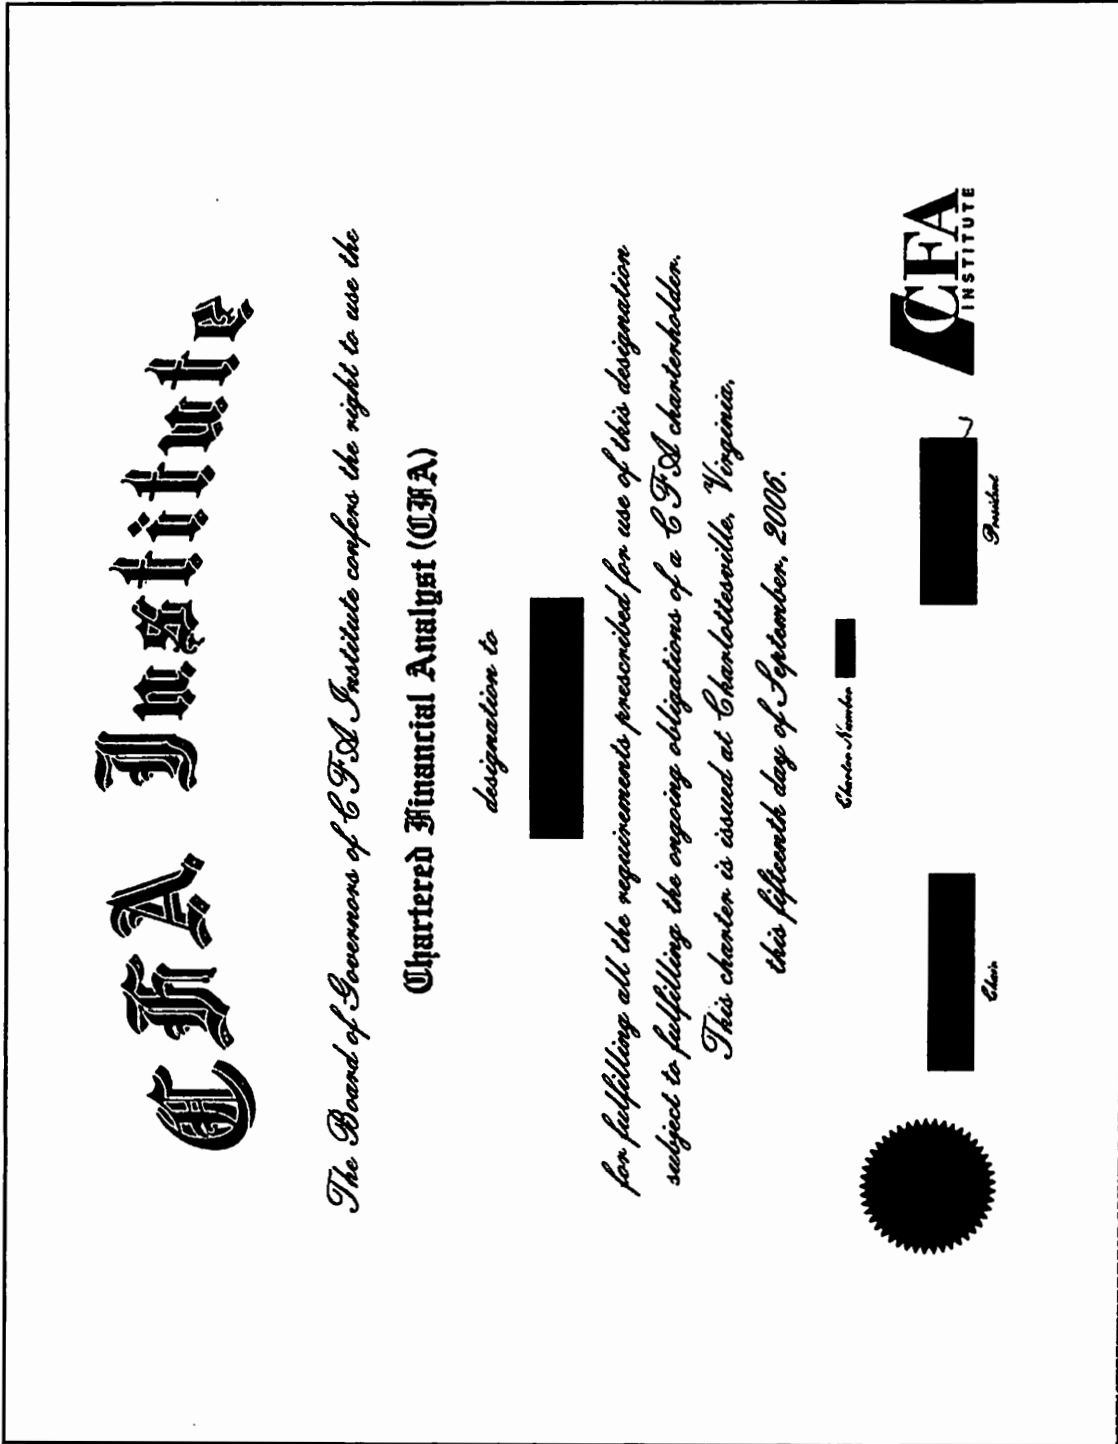 CFA Institute
The Board of Governors of CFA Institute confers the right to use the
Chartered Financial Analyst (CFA)
designation to
for fulfilling all the requirements prescribed for use of this designation
subject to fulfilling the ongoing obligations of a CFA charterholder.
This charter is issued at Charlottesville, Virginia,
this fifteenth day of September, 2006.
Charter Number
Chair
President
CFA
INSTITUTE